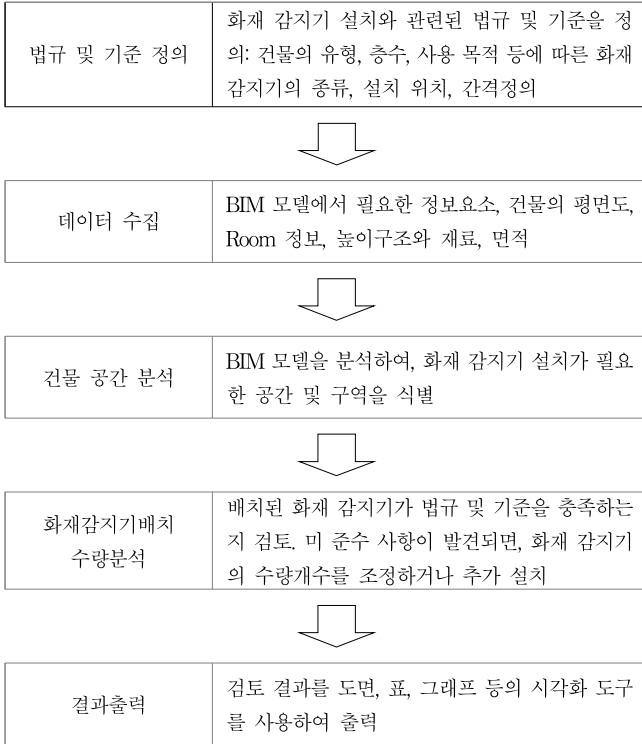 법규 및 기준 정의
화재 감지기 설치와 관련된 법규 및 기준을 정
의: 건물의 유형, 층수, 사용 목적 등에 따른 화재
감지기의 종류, 설치 위치, 간격정의
데이터 수집
BIM 모델에서 필요한 정보요소, 건물의 평면도,
Room 정보, 높이구조와 재료, 면적
건물 공간 분석
BIM 모델을 분석하여, 화재 감지기 설치가 필요
한 공간 및 구역을 식별
화재감지기배치
수량분석
배치된 화재 감지기가 법규 및 기준을 충족하는
지 검토. 미 준수 사항이 발견되면, 화재 감지기
의 수량개수를 조정하거나 추가 설치
결과출력
검토 결과를 도면, 표, 그래프 등의 시각화 도구
를 사용하여 출력